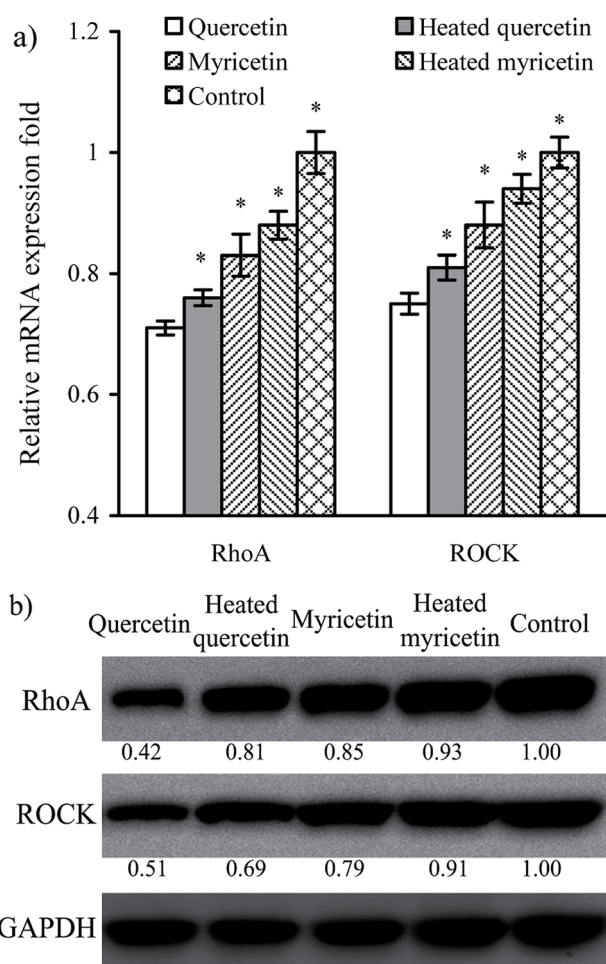 a)
1.2
1
0.8
0.6
0.4
Relative mRNA expression fold
Quercetin
Heated quercetin
Myricetin
Heated myricetin
Control
* * * *
* * * *
RhoA
ROCK
b)
Quercetin
Heated
quercetin
Myricetin
Heated
myricetin
Control
RhoA
0.42 0.81 0.85 0.93 1.00
ROCK
0.51 0.69 0.79 0.91 1.00
GAPDH